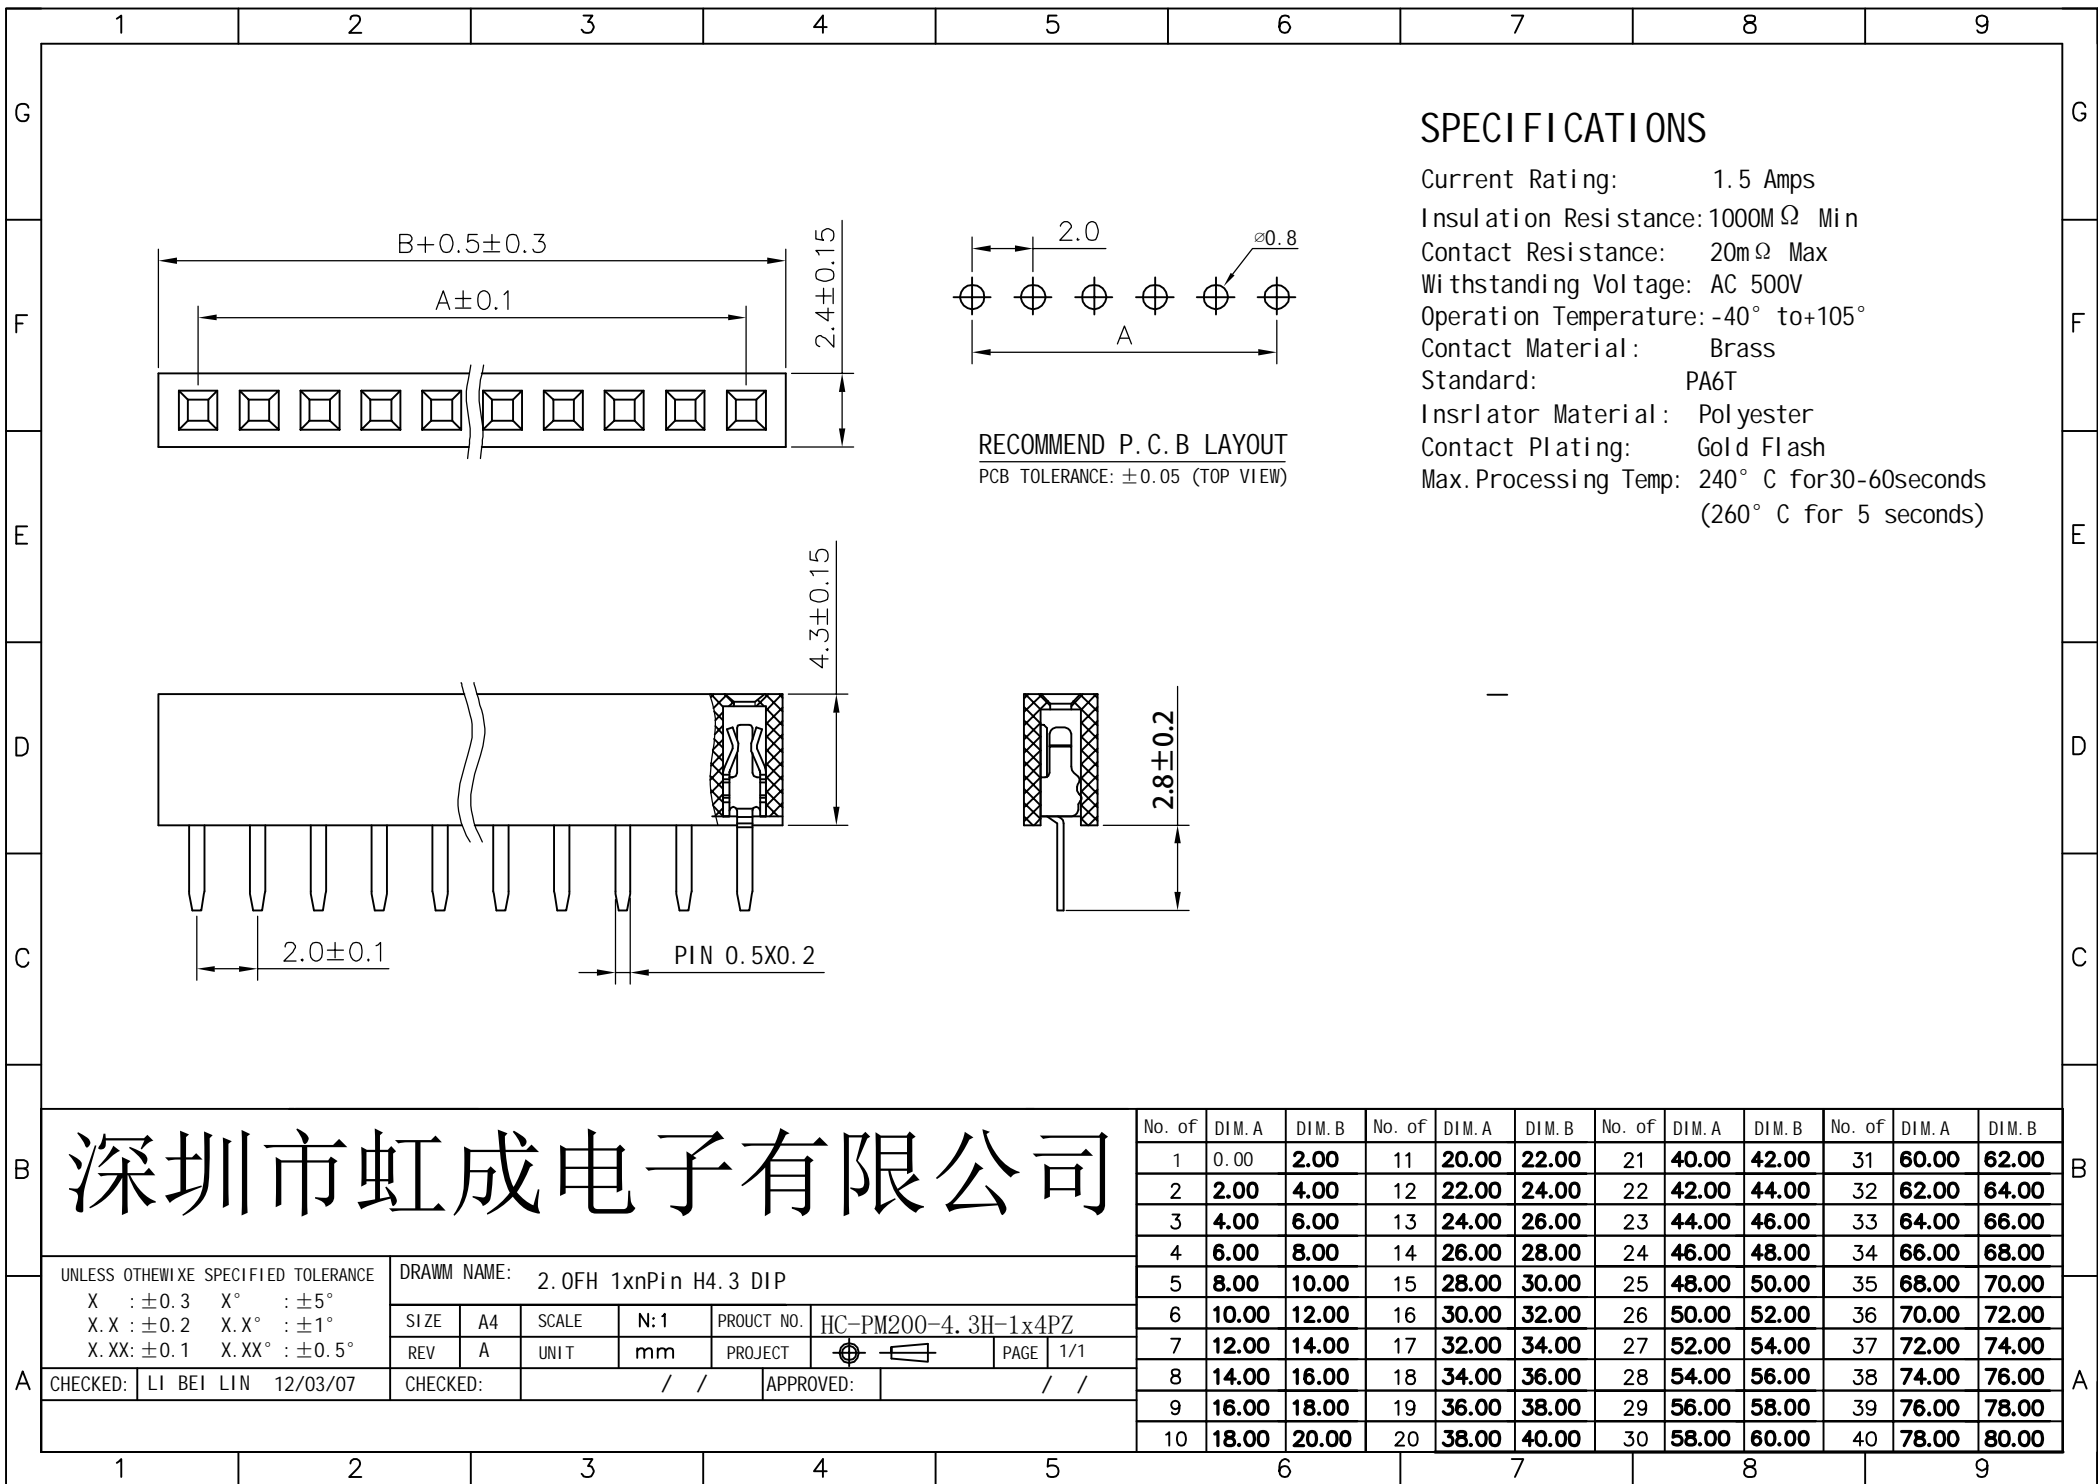 1 2 3 4 5 6 7 8 9
G G
F F
E E
D D
C C
B B
A A
B+0.5±0.3
A±0.1
2.4±0.15
2.0
⌀0.8
A
RECOMMEND P.C.B LAYOUT
PCB TOLERANCE: ±0.05 (TOP VIEW)
SPECIFICATIONS
Current Rating: 1.5 Amps
Insulation Resistance: 1000MΩ Min
Contact Resistance: 20mΩ Max
Withstanding Voltage: AC 500V
Operation Temperature: -40° to+105°
Contact Material: Brass
Standard: PA6T
Insrlator Material: Polyester
Contact Plating: Gold Flash
Max.Processing Temp: 240° C for30-60seconds
(260° C for 5 seconds)
4.3±0.15
2.8±0.2
2.0±0.1
PIN 0.5X0.2
深圳市虹成电子有限公司
UNLESS OTHEWIXE SPECIFIED TOLERANCE
X : ±0.3 X° : ±5°
X.X : ±0.2 X.X° : ±1°
X.XX: ±0.1 X.XX° : ±0.5°
DRAWM NAME: 2.0FH 1xnPin H4.3 DIP
SIZE A4 SCALE N:1 PROUCT NO. HC-PM200-4.3H-1x4PZ
REV A UNIT mm PROJECT PAGE 1/1
CHECKED: LI BEI LIN 12/03/07 CHECKED: / / APPROVED: / /
No. of DIM.A DIM.B No. of DIM.A DIM.B No. of DIM.A DIM.B No. of DIM.A DIM.B
1 0.00 2.00 11 20.00 22.00 21 40.00 42.00 31 60.00 62.00
2 2.00 4.00 12 22.00 24.00 22 42.00 44.00 32 62.00 64.00
3 4.00 6.00 13 24.00 26.00 23 44.00 46.00 33 64.00 66.00
4 6.00 8.00 14 26.00 28.00 24 46.00 48.00 34 66.00 68.00
5 8.00 10.00 15 28.00 30.00 25 48.00 50.00 35 68.00 70.00
6 10.00 12.00 16 30.00 32.00 26 50.00 52.00 36 70.00 72.00
7 12.00 14.00 17 32.00 34.00 27 52.00 54.00 37 72.00 74.00
8 14.00 16.00 18 34.00 36.00 28 54.00 56.00 38 74.00 76.00
9 16.00 18.00 19 36.00 38.00 29 56.00 58.00 39 76.00 78.00
10 18.00 20.00 20 38.00 40.00 30 58.00 60.00 40 78.00 80.00
1 2 3 4 5 6 7 8 9